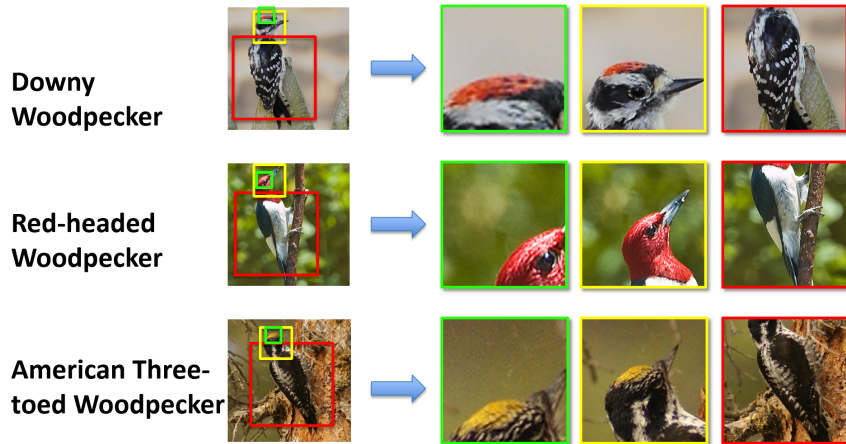 Downy
Woodpecker
Red-headed
Woodpecker
American Three-
toed Woodpecker